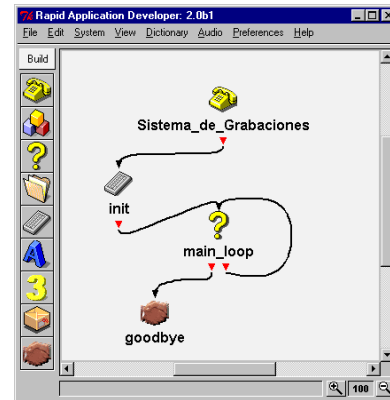 Rapid Application Developer: 2.0b1
File Edit System View Dictionary Audio Preferences Help
Build
Sistema_de_Grabaciones
init
main_loop
goodbye
A
3
100